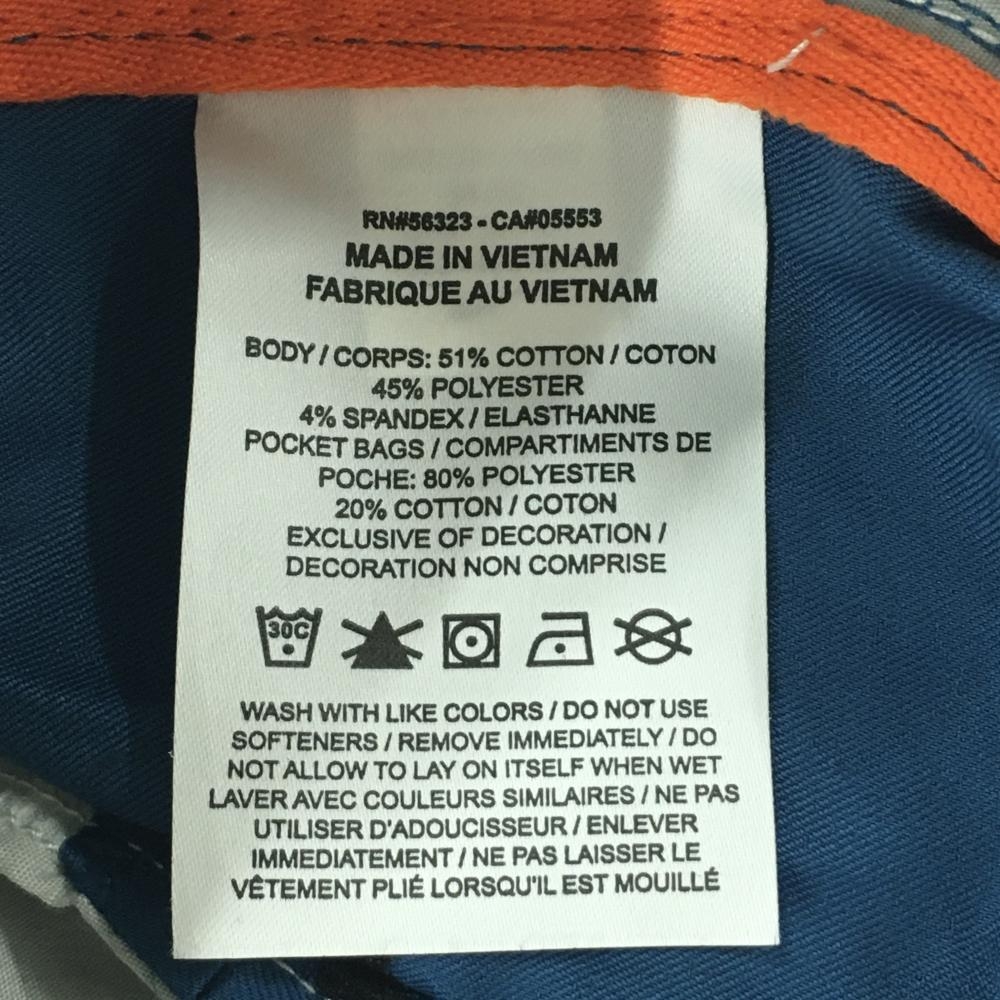 RN#56323 - CA#05553
MADE IN VIETNAM
FABRIQUE AU VIETNAM
BODY / CORPS: 51% COTTON / COTON
45% POLYESTER
4% SPANDEX / ELASTHANNE
POCKET BAGS / COMPARTIMENTS DE
POCHE: 80% POLYESTER
20% COTTON / COTON
EXCLUSIVE OF DECORATION /
DECORATION NON COMPRISE
30C
WASH WITH LIKE COLORS / DO NOT USE
SOFTENERS / REMOVE IMMEDIATELY / DO
NOT ALLOW TO LAY ON ITSELF WHEN WET
LAVER AVEC COULEURS SIMILAIRES / NE PAS
UTILISER D'ADOUCISSEUR / ENLEVER
IMMEDIATEMENT / NE PAS LAISSER LE
VÊTEMENT PLIÉ LORSQU'IL EST MOUILLÉ